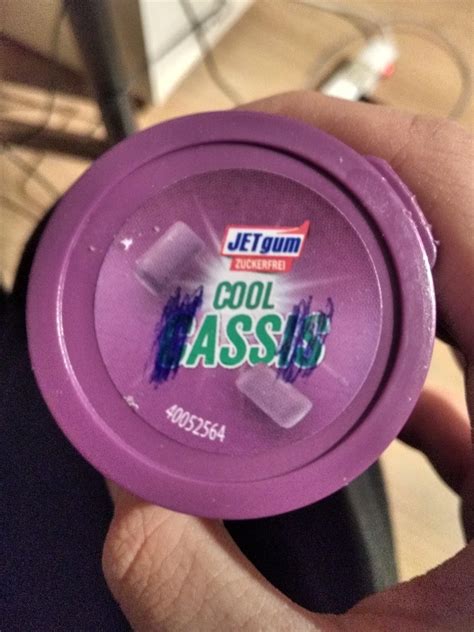 JETgum
ZUCKERFREI
COOL
CASSIS
40052564